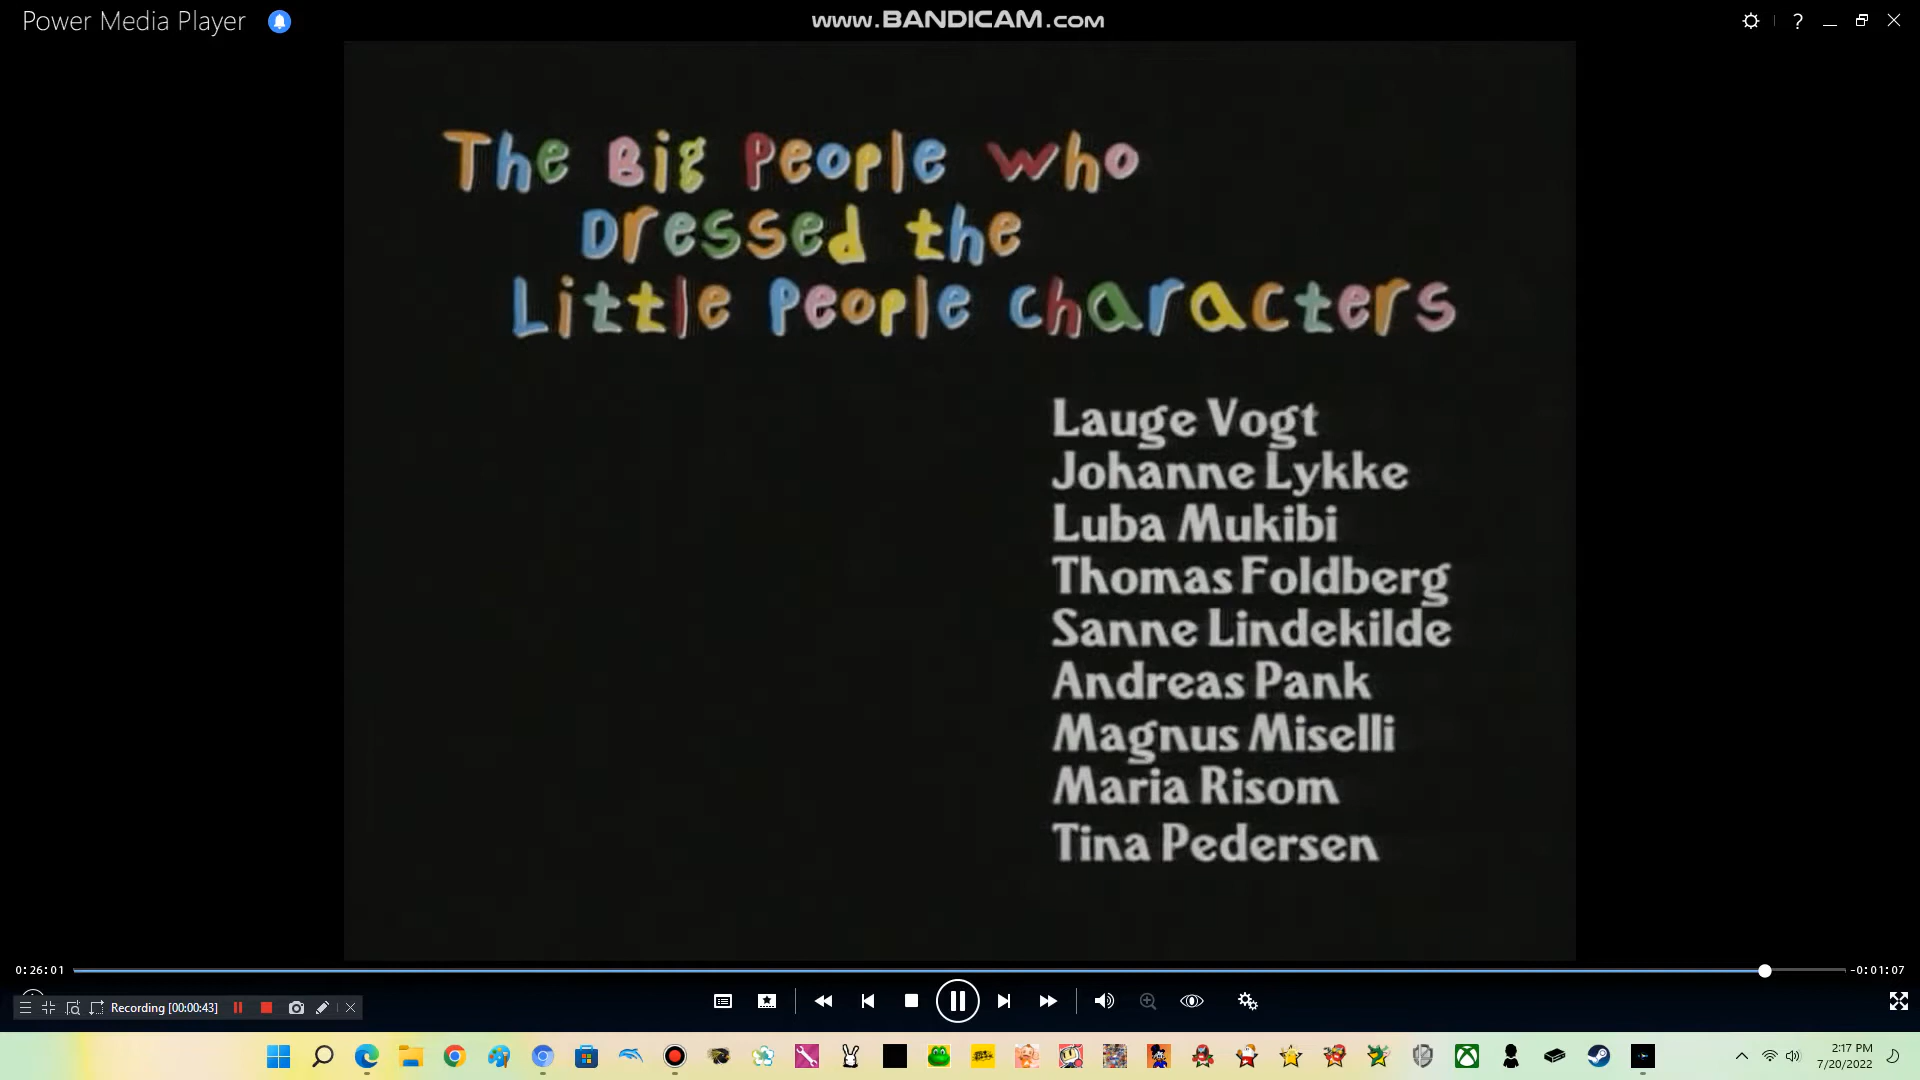 Power Media Player
www.BANDICAM.com
The Big People who
Dressed the
Little People characters
Lauge Vogt
Johanne Lykke
Luba Mukibi
Thomas Foldberg
Sanne Lindekilde
Andreas Pank
Magnus Miselli
Maria Risom
Tina Pedersen
0:26:01
-0:01:07
Recording [00:00:43]
2:17 PM
7/20/2022